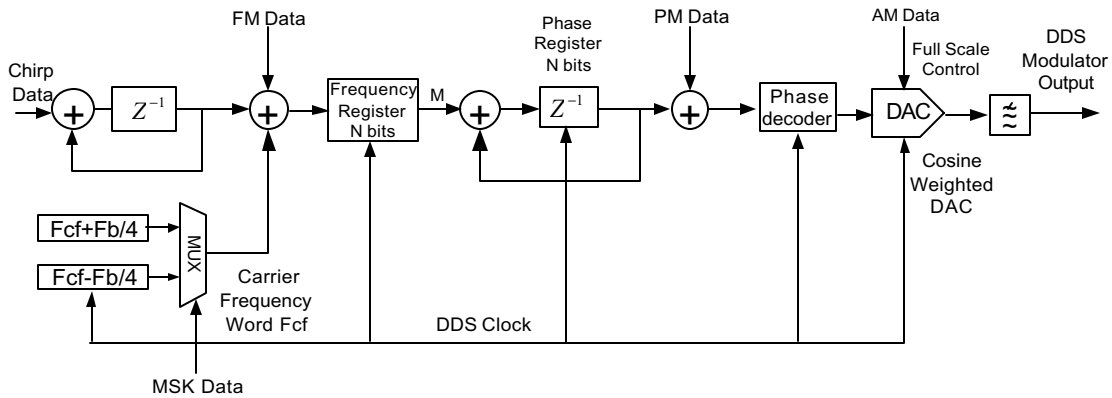 FM Data
Phase
Register
N bits
PM Data
AM Data
Full Scale
Control
DDS
Modulator
Output
Chirp
Data
+
Z⁻¹
+
Frequency
Register
N bits
M
+
Z⁻¹
+
Phase
decoder
DAC
Cosine
Weighted
DAC
Fcf+Fb/4
Fcf-Fb/4
MUX
Carrier
Frequency
Word Fcf
DDS Clock
MSK Data